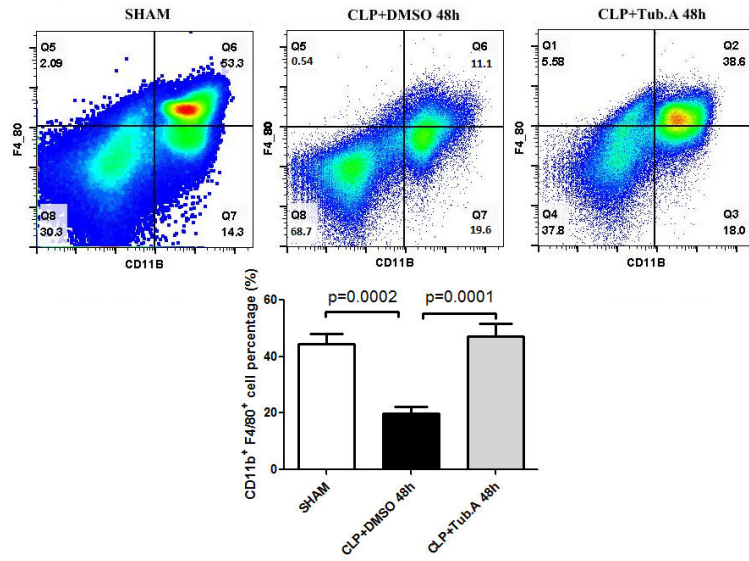 SHAM
CLP+DMSO 48h
CLP+Tub.A 48h
Q5
2.09
Q6
53.3
Q8
30.3
Q7
14.3
F4_80
CD11B
Q5
0.54
Q6
11.1
Q8
68.7
Q7
19.6
F4_80
CD11B
Q1
5.58
Q2
38.6
Q4
37.8
Q3
18.0
F4_80
CD11B
CD11b+ F4/80+ cell percentage (%)
60
40
20
0
p=0.0002
p=0.0001
SHAM
CLP+DMSO 48h
CLP+Tub.A 48h